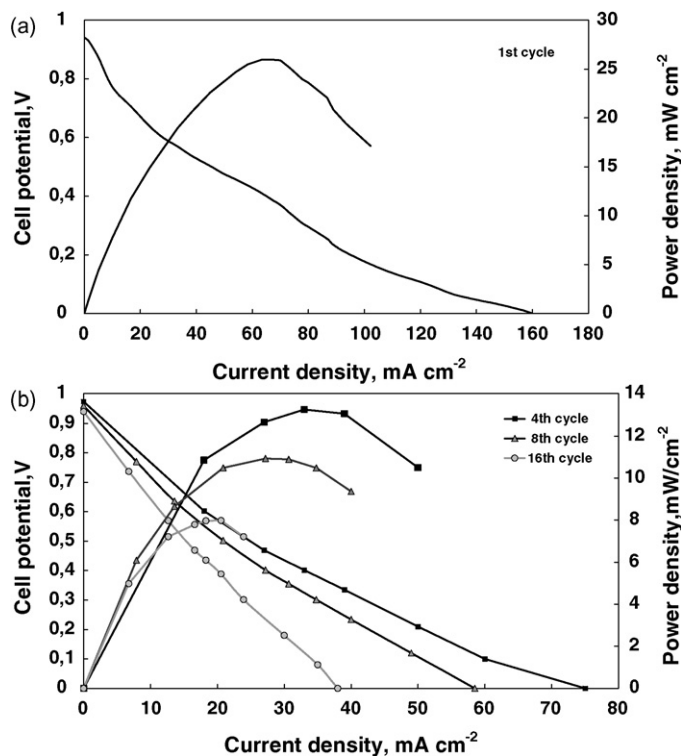 (a)
1st cycle
Cell potential,V
1
0,8
0,6
0,4
0,2
0
Power density, mW cm-2
30
25
20
15
10
5
0
0 20 40 60 80 100 120 140 160 180
Current density, mA cm-2
(b)
4th cycle
8th cycle
16th cycle
Cell potential,V
1
0,9
0,8
0,7
0,6
0,5
0,4
0,3
0,2
0,1
0
Power density,mW/cm-2
14
12
10
8
6
4
2
0
0 10 20 30 40 50 60 70 80
Current density, mA cm-2